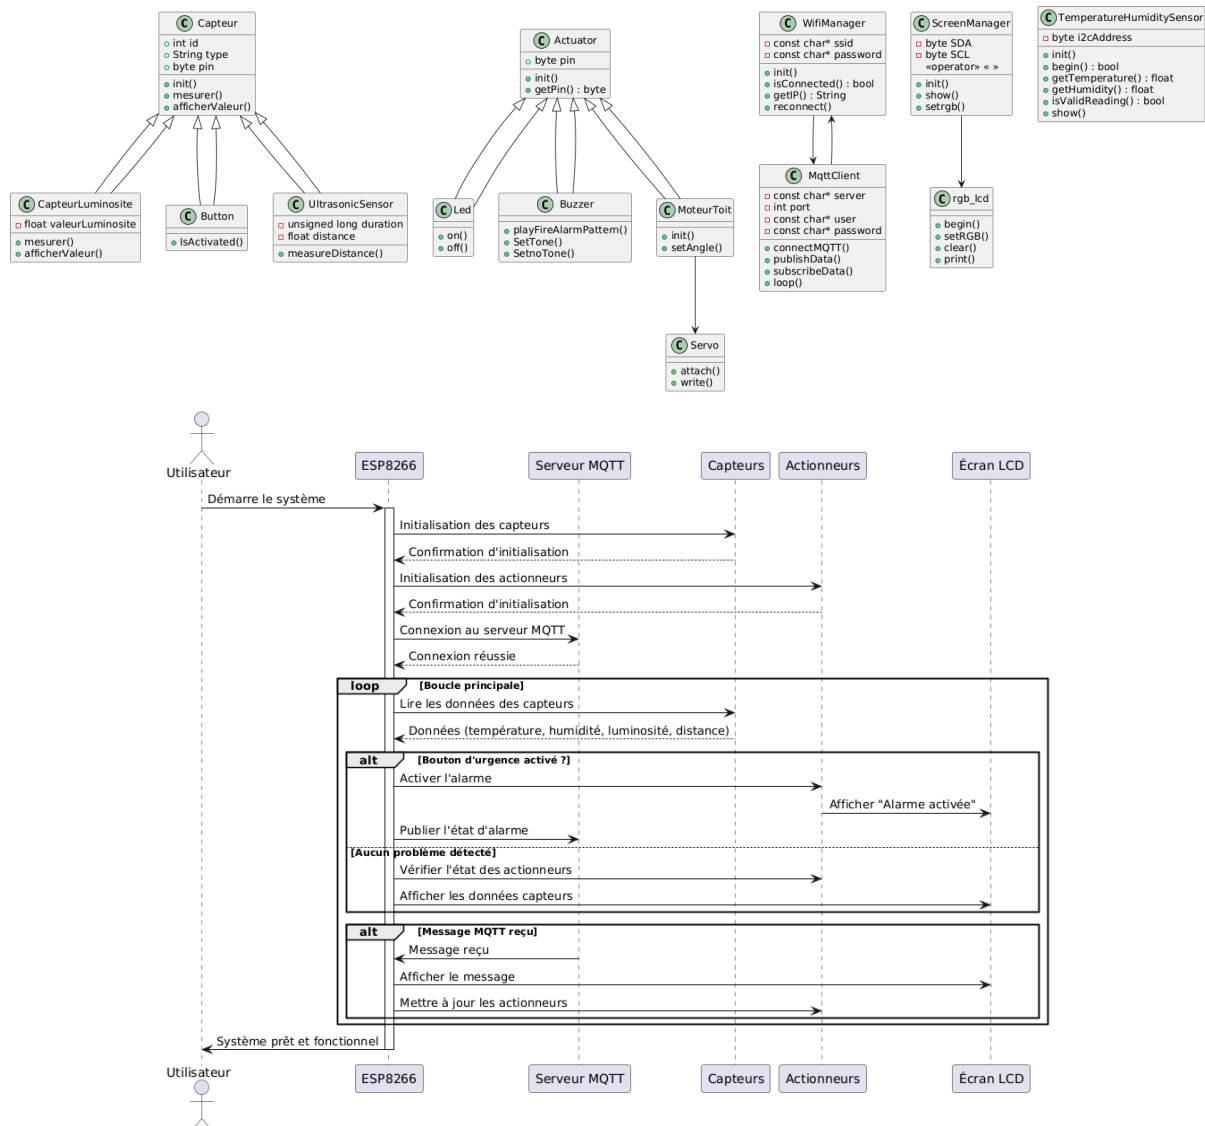 C Capteur
int id
String type
byte pin
init()
mesurer()
afficherValeur()
C Actuator
byte pin
init()
getPin() : byte
C WifiManager
const char* ssid
const char* password
init()
isConnected() : bool
getIP() : String
reconnect()
C ScreenManager
byte SDA
byte SCL
«operator» « »
init()
show()
setrgb()
C TemperatureHumiditySensor
byte i2cAddress
init()
begin() : bool
getTemperature() : float
getHumidity() : float
isValidReading() : bool
show()
C CapteurLuminosite
float valeurLuminosite
mesurer()
afficherValeur()
C Button
IsActivated()
C UltrasonicSensor
unsigned long duration
float distance
measureDistance()
C Led
on()
off()
C Buzzer
playFireAlarmPattern()
SetTone()
SetnoTone()
C MoteurToit
init()
setAngle()
C MqttClient
const char* server
int port
const char* user
const char* password
connectMQTT()
publishData()
subscribeData()
loop()
C rgb_lcd
begin()
setRGB()
clear()
print()
C Servo
attach()
write()
Utilisateur
ESP8266
Serveur MQTT
Capteurs
Actionneurs
Écran LCD
Démarre le système
Initialisation des capteurs
Confirmation d'initialisation
Initialisation des actionneurs
Confirmation d'initialisation
Connexion au serveur MQTT
Connexion réussie
loop [Boucle principale]
Lire les données des capteurs
Données (température, humidité, luminosité, distance)
alt [Bouton d'urgence activé ?]
Activer l'alarme
Afficher "Alarme activée"
Publier l'état d'alarme
[Aucun problème détecté]
Vérifier l'état des actionneurs
Afficher les données capteurs
alt [Message MQTT reçu]
Message reçu
Afficher le message
Mettre à jour les actionneurs
Système prêt et fonctionnel
Utilisateur
ESP8266
Serveur MQTT
Capteurs
Actionneurs
Écran LCD